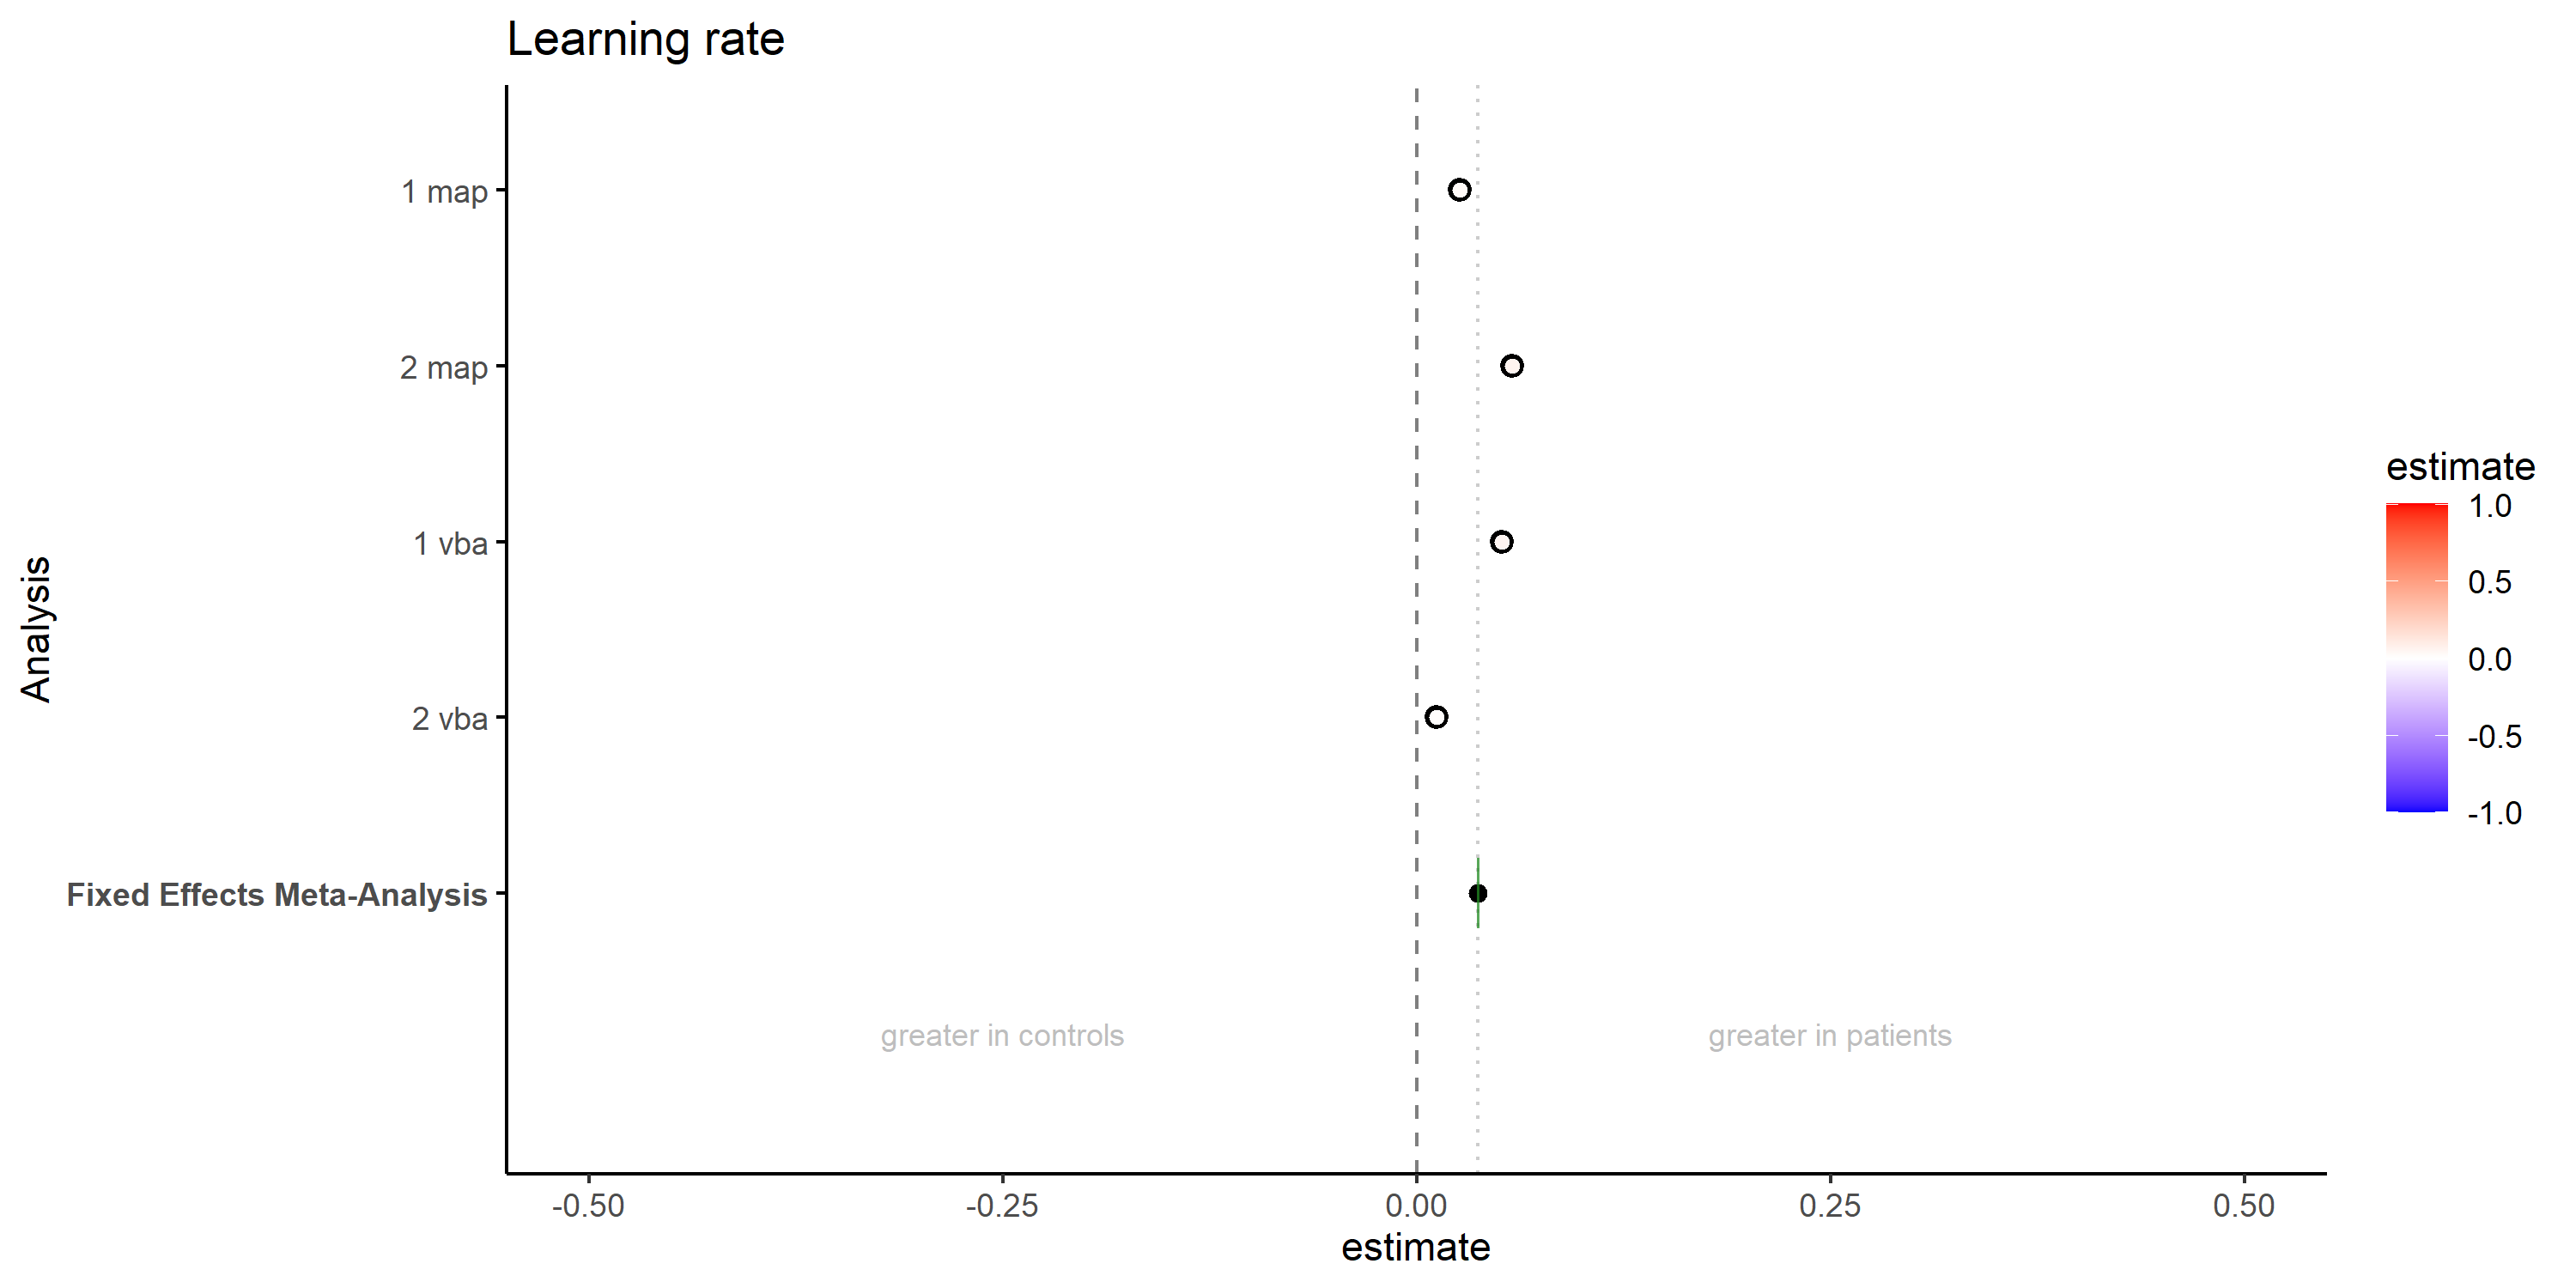 Learning rate
Analysis
1 map
2 map
1 vba
2 vba
Fixed Effects Meta-Analysis
greater in controls
greater in patients
-0.50
-0.25
0.00
0.25
0.50
estimate
estimate
1.0
0.5
0.0
-0.5
-1.0